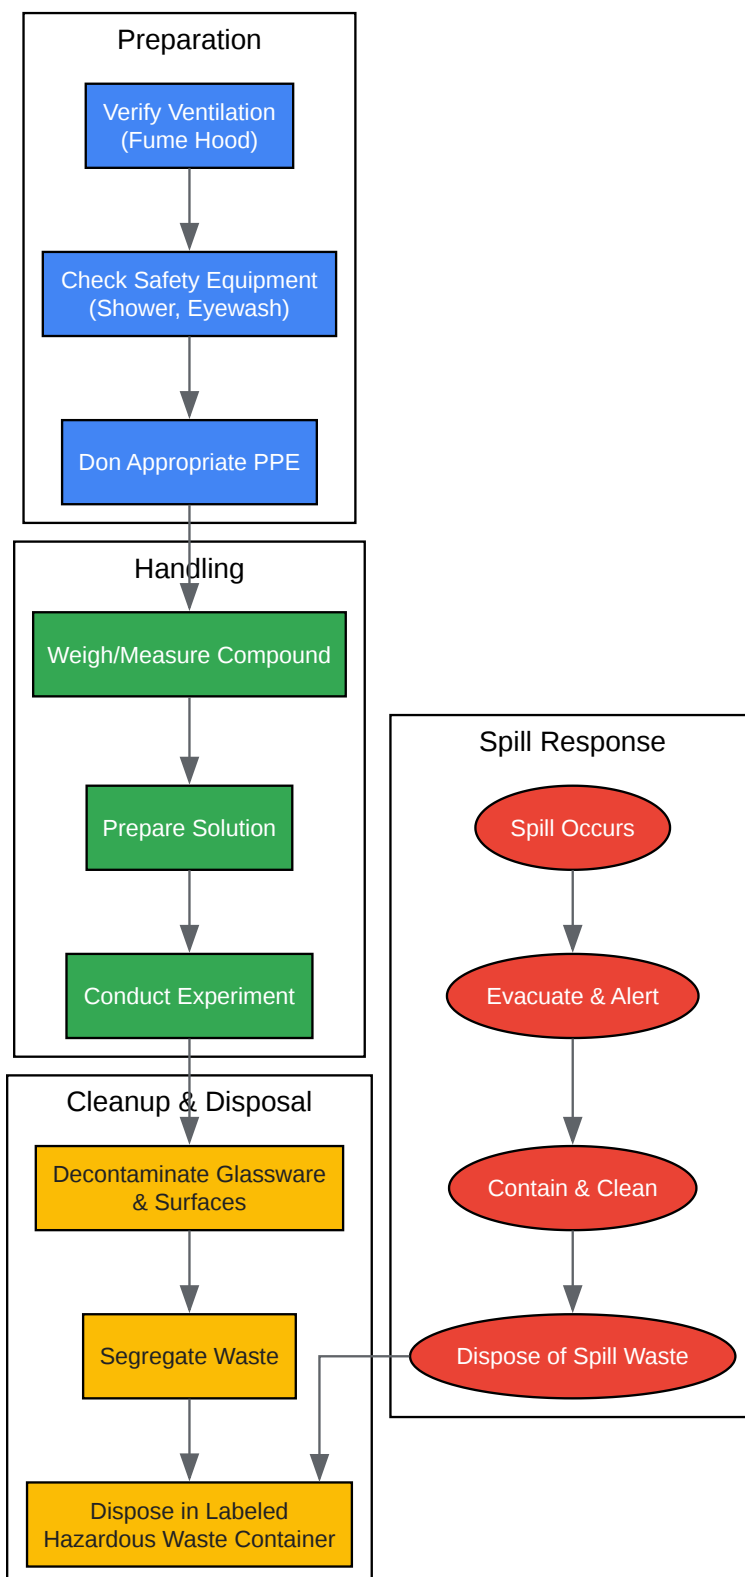 Preparation
Verify Ventilation
(Fume Hood)
Check Safety Equipment
(Shower, Eyewash)
Don Appropriate PPE
Handling
Weigh/Measure Compound
Prepare Solution
Conduct Experiment
Cleanup & Disposal
Decontaminate Glassware
& Surfaces
Segregate Waste
Dispose in Labeled
Hazardous Waste Container
Spill Response
Spill Occurs
Evacuate & Alert
Contain & Clean
Dispose of Spill Waste